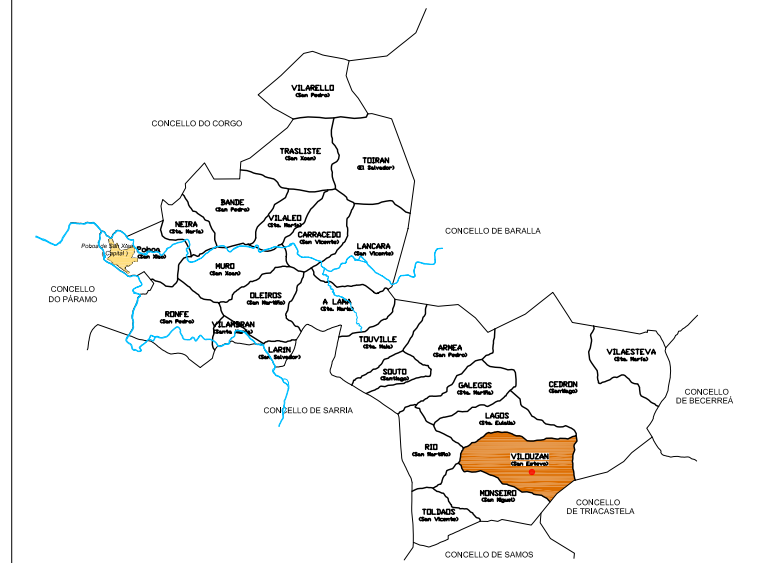 VILARELLO
(San Pedro)
CONCELLO DO CORGO
TRASLISTE
(San Xoan)
TOIRAN
(El Salvador)
BANDE
(San Pedro)
NEIRA
(Sta. María)
VILALEO
(Sta. María)
CARRACEDO
(San Vicente)
LANCARA
(San Vicente)
CONCELLO DE BARALLA
Poboa de San Xiao
( Capital )
Poboa
(San Xiao)
MURO
(San Xoan)
CONCELLO
DO PÁRAMO
OLEIROS
(San Martiño)
A LAMA
(Sta. María)
RONFE
(San Pedro)
VILAMBRAN
(Santa Marta)
LARIN
(San Salvador)
TOUVILLE
(Sta. Maia)
ARMEA
(San Pedro)
VILAESTEVA
(Sta. María)
SOUTO
(Santiago)
GALEGOS
(Sta. Mariña)
CEDRON
(Santiago)
CONCELLO
DE BECERREÁ
CONCELLO DE SARRIA
LAGOS
(Sta. Eulalia)
RIO
(San Martiño)
VILOUZAN
(San Estevo)
MONSEIRO
(San Miguel)
TOLDAOS
(San Vicente)
CONCELLO
DE TRIACASTELA
CONCELLO DE SAMOS